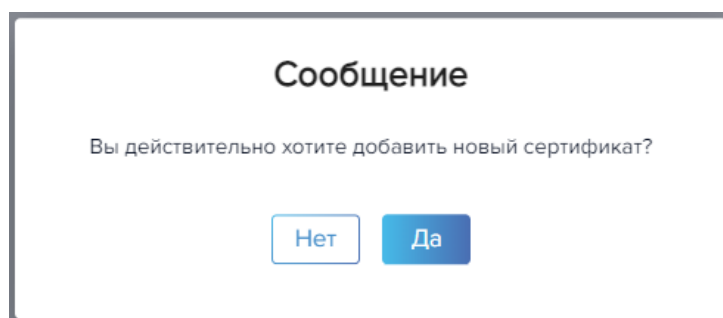 Сообщение
Вы действительно хотите добавить новый сертификат?
Нет Да